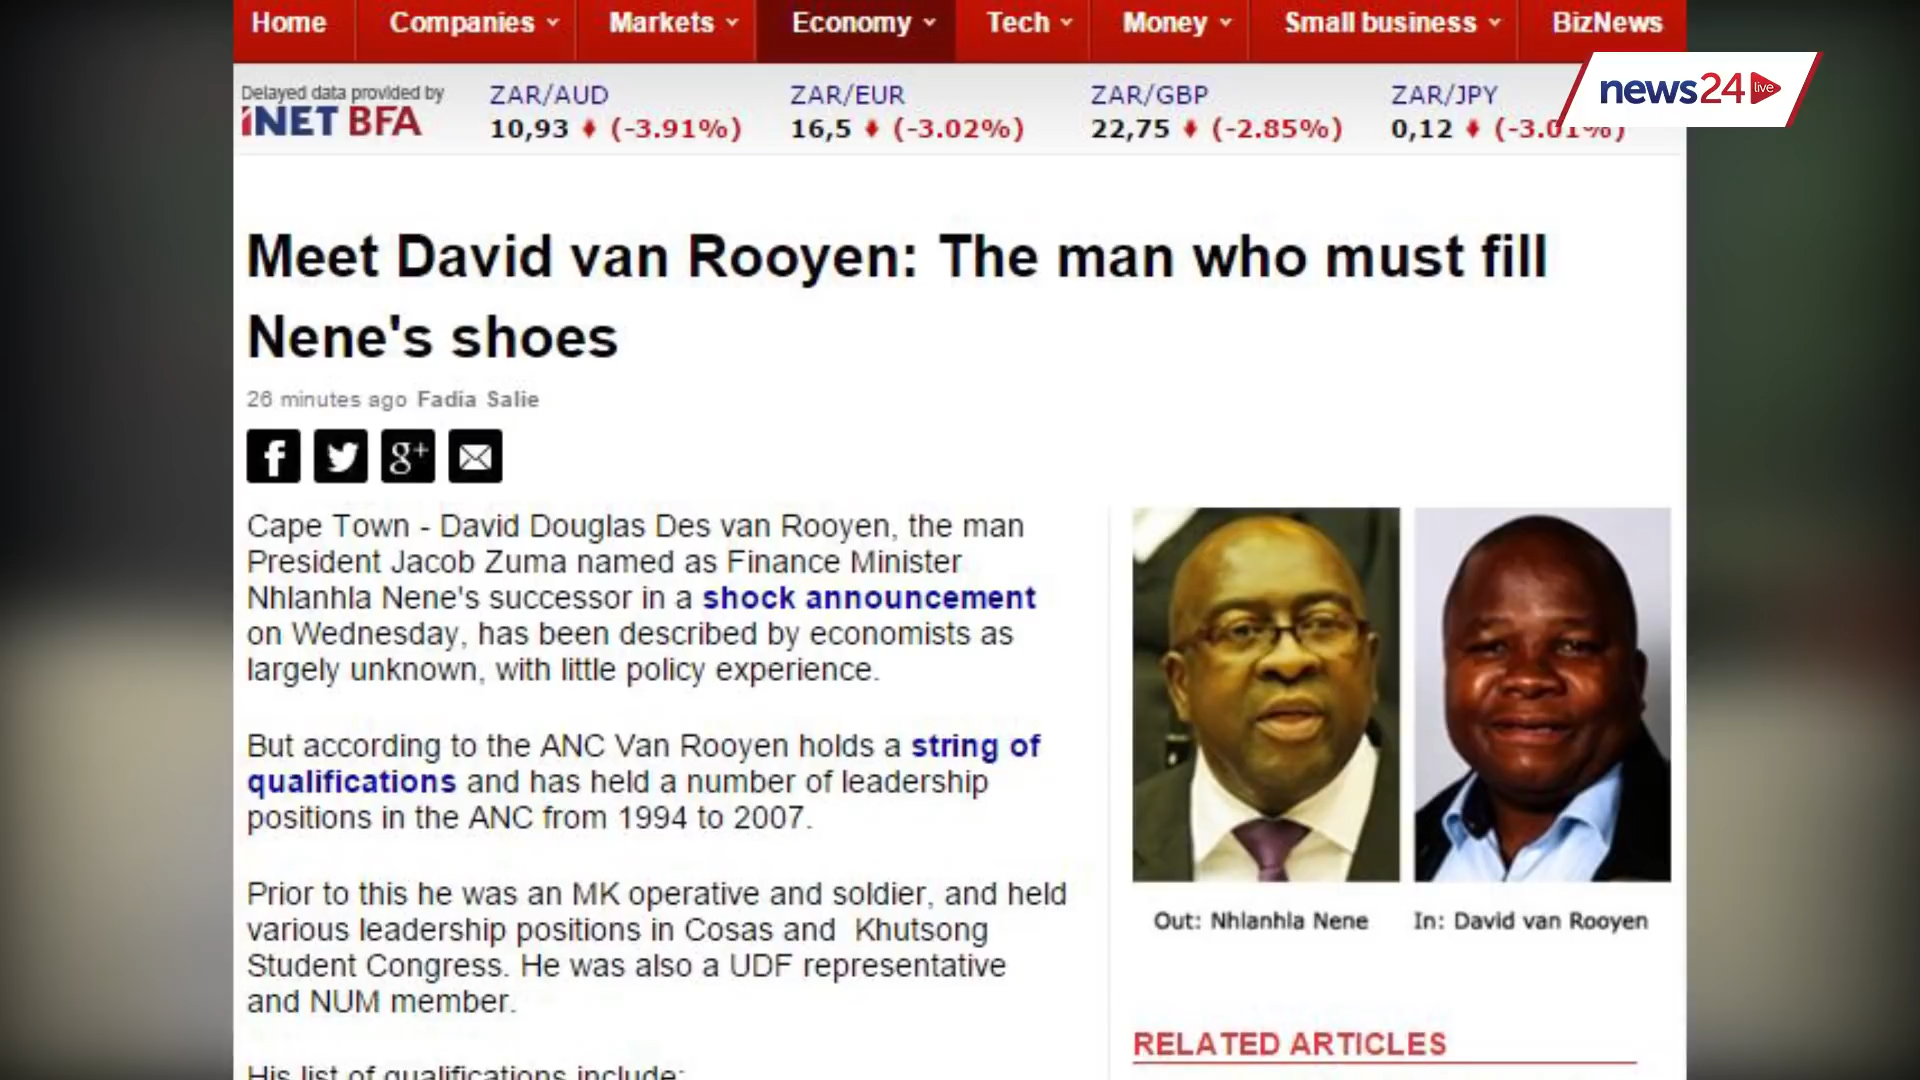 Home Companies Markets Economy Tech Money Small business BizNews
news24 live
Delayed data provided by
iNET BFA
ZAR/AUD ZAR/EUR ZAR/GBP ZAR/JPY
10,93 (-3.91%) 16,5 (-3.02%) 22,75 (-2.85%) 0,12 (-3.01%)
Meet David van Rooyen: The man who must fill
Nene's shoes
26 minutes ago Fadia Salie
f g+
Cape Town - David Douglas Des van Rooyen, the man
President Jacob Zuma named as Finance Minister
Nhlanhla Nene's successor in a shock announcement
on Wednesday, has been described by economists as
largely unknown, with little policy experience.
But according to the ANC Van Rooyen holds a string of
qualifications and has held a number of leadership
positions in the ANC from 1994 to 2007.
Prior to this he was an MK operative and soldier, and held
various leadership positions in Cosas and Khutsong
Student Congress. He was also a UDF representative
and NUM member.
His list of qualifications include:
Out: Nhlanhla Nene In: David van Rooyen
RELATED ARTICLES